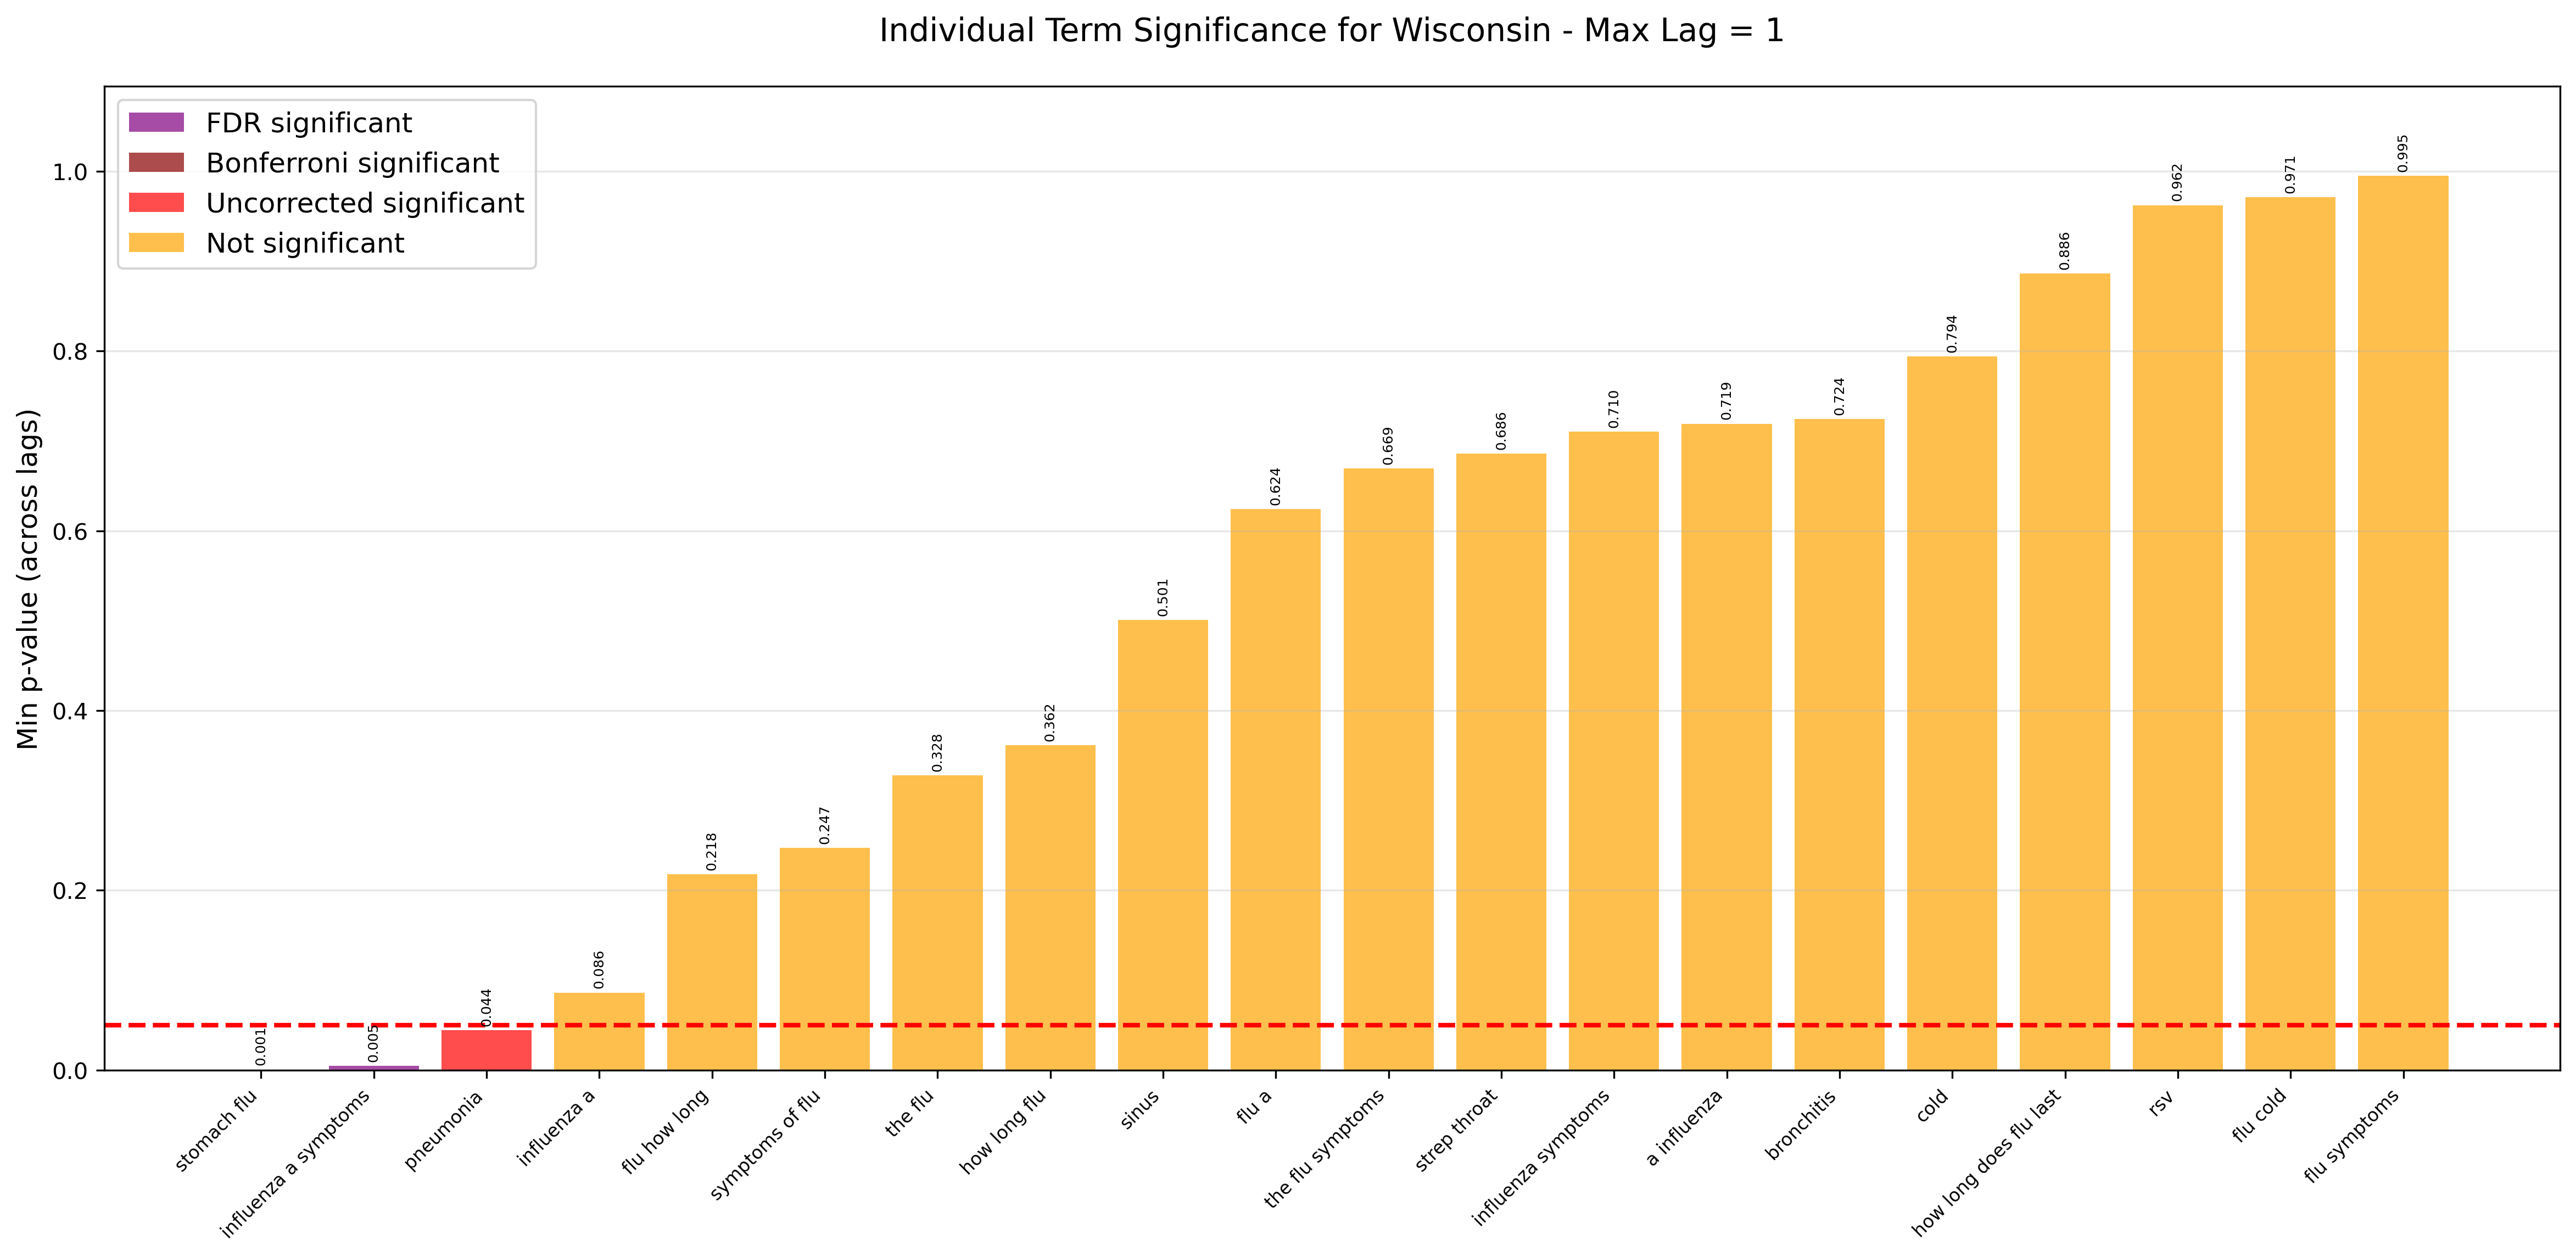 Individual Term Significance for Wisconsin - Max Lag = 1
FDR significant
Bonferroni significant
Uncorrected significant
Not significant
Min p-value (across lags)
1.0
0.8
0.6
0.4
0.2
0.0
0.001
0.005
0.044
0.086
0.218
0.247
0.328
0.362
0.501
0.624
0.669
0.686
0.710
0.719
0.724
0.794
0.886
0.962
0.971
0.995
stomach flu
influenza a symptoms
pneumonia
influenza a
flu how long
symptoms of flu
the flu
how long flu
sinus
flu a
the flu symptoms
strep throat
influenza symptoms
a influenza
bronchitis
cold
how long does flu last
rsv
flu cold
flu symptoms